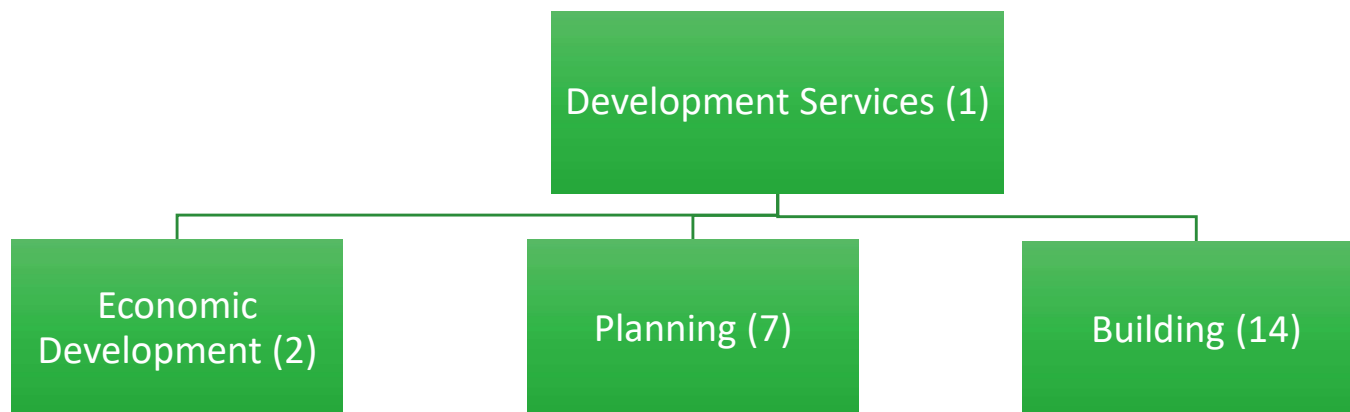 Development Services (1)
Economic
Development (2)
Planning (7)
Building (14)